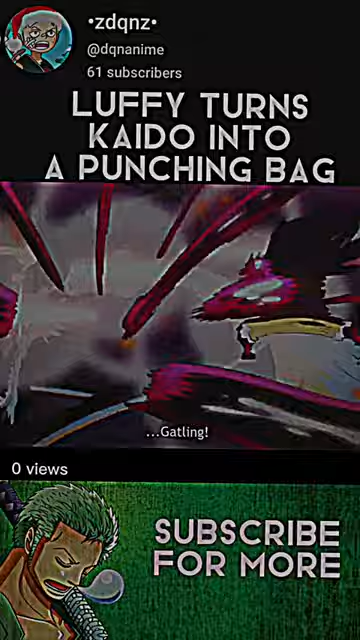 •zdqnz•
@dqnanime
61 subscribers
LUFFY TURNS
KAIDO INTO
A PUNCHING BAG
...Gatling!
0 views
SUBSCRIBE
FOR MORE